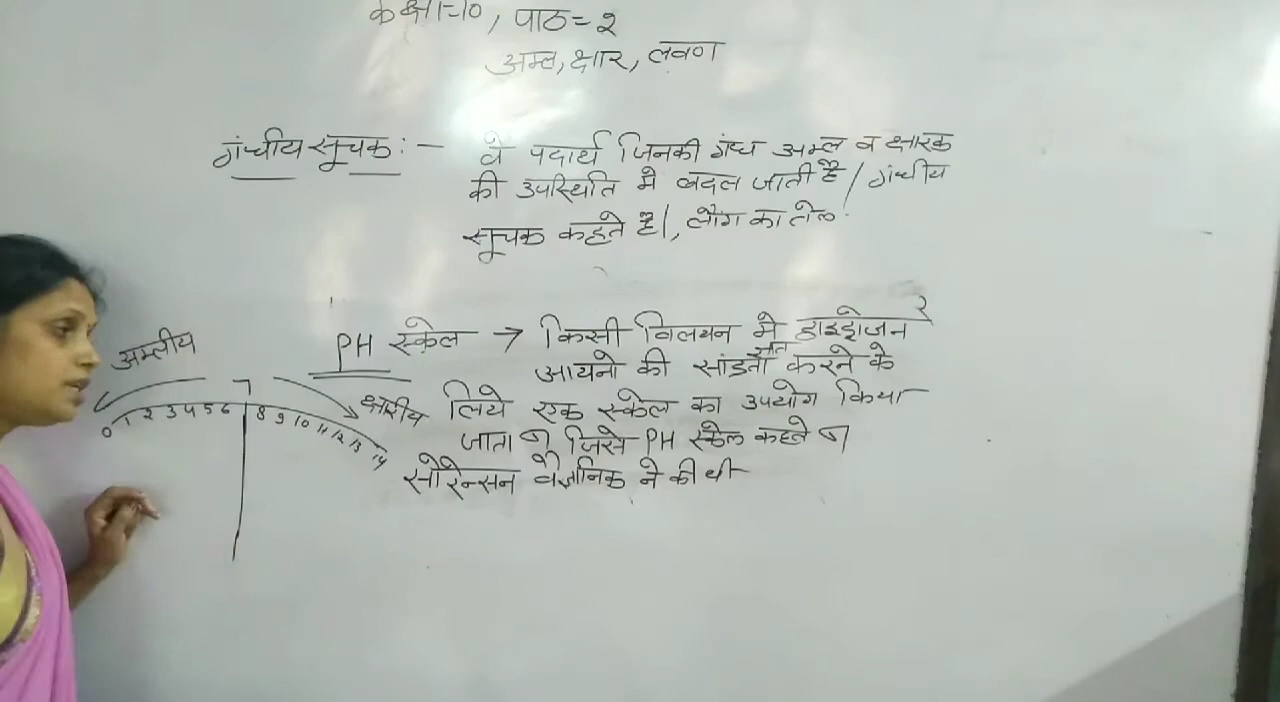 कक्षा=10, पाठ=२
अम्ल, क्षार, लवण
गंधीय सूचक :- वे पदार्थ जिनकी गंध अम्ल व क्षारक
की उपस्थिति मे बदल जाती है / गंधीय
सूचक कहते है/, लौंग का तेल
PH स्केल → किसी विलयन मे हाइड्रोजन
आयनो की सांद्रता ज्ञात करने के
लिये एक स्केल का उपयोग किया
जाता जिसे PH स्केल कहते
सोरेन्सन वैज्ञानिक ने की थी
अम्लीय
क्षारीय
0 1 2 3 4 5 6 7 8 9 10 11 12 13 14